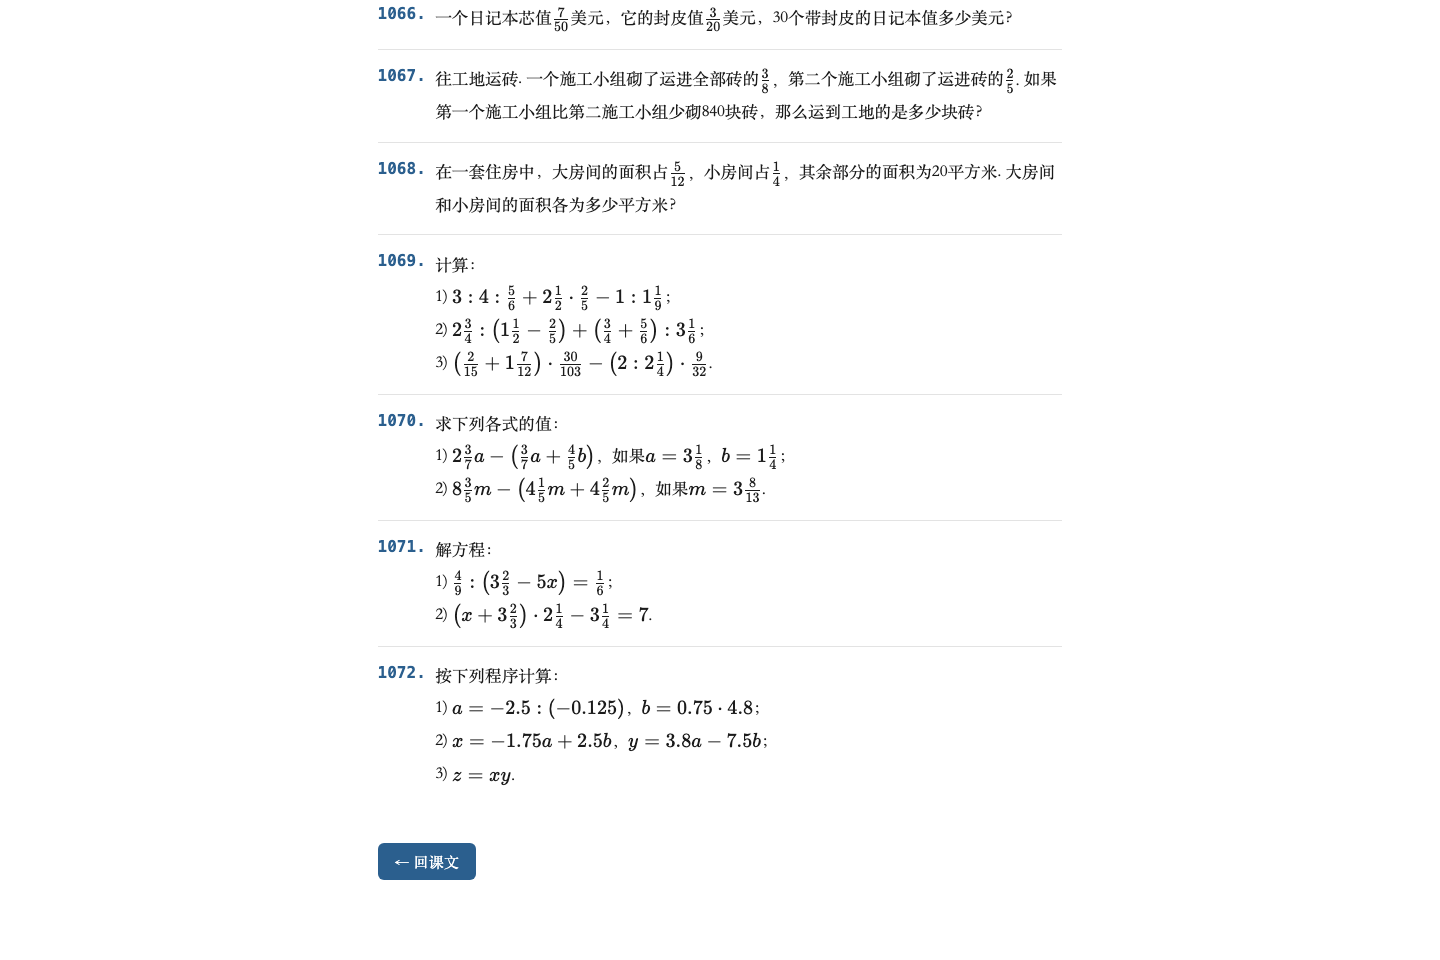 1066. 一个日记本芯值7/50美元，它的封皮值3/20美元，30个带封皮的日记本值多少美元？
1067. 往工地运砖. 一个施工小组砌了运进全部砖的3/8，第二个施工小组砌了运进砖的2/5. 如果
第一个施工小组比第二施工小组少砌840块砖，那么运到工地的是多少块砖？
1068. 在一套住房中，大房间的面积占5/12，小房间占1/4，其余部分的面积为20平方米. 大房间
和小房间的面积各为多少平方米？
1069. 计算：
1) 3 : 4 : 5/6 + 2 1/2 · 2/5 − 1 : 1 1/9；
2) 2 3/4 : (1 1/2 − 2/5) + (3/4 + 5/6) : 3 1/6；
3) (2/15 + 1 7/12) · 30/103 − (2 : 2 1/4) · 9/32.
1070. 求下列各式的值：
1) 2 3/7 a − (3/7 a + 4/5 b)，如果a = 3 1/8，b = 1 1/4；
2) 8 3/5 m − (4 1/5 m + 4 2/5 m)，如果m = 3 8/13.
1071. 解方程：
1) 4/9 : (3 2/3 − 5x) = 1/6；
2) (x + 3 2/3) · 2 1/4 − 3 1/4 = 7.
1072. 按下列程序计算：
1) a = −2.5 : (−0.125)，b = 0.75 · 4.8；
2) x = −1.75a + 2.5b，y = 3.8a − 7.5b；
3) z = xy.
← 回课文